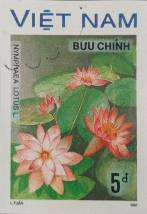 VIỆT NAM
BƯU CHÍNH
NYMPHAEA LOTUS L.
5đ